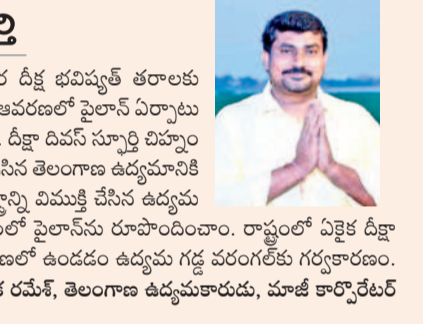 ర్తి
ర దీక్ష భవిష్యత్ తరాలకు
ఆవరణలో పైలాన్ ఏర్పాటు
. దీక్షా దివస్ స్ఫూర్తి చిహ్నం
సిన తెలంగాణ ఉద్యమానికి
ష్ట్రాన్ని విముక్తి చేసిన ఉద్యమ
లో పైలాన్‌ను రూపొందించాం. రాష్ట్రంలో ఏకైక దీక్షా
ణలో ఉండడం ఉద్యమ గడ్డ వరంగల్‌కు గర్వకారణం.
క రమేశ్, తెలంగాణ ఉద్యమకారుడు, మాజీ కార్పొరేటర్